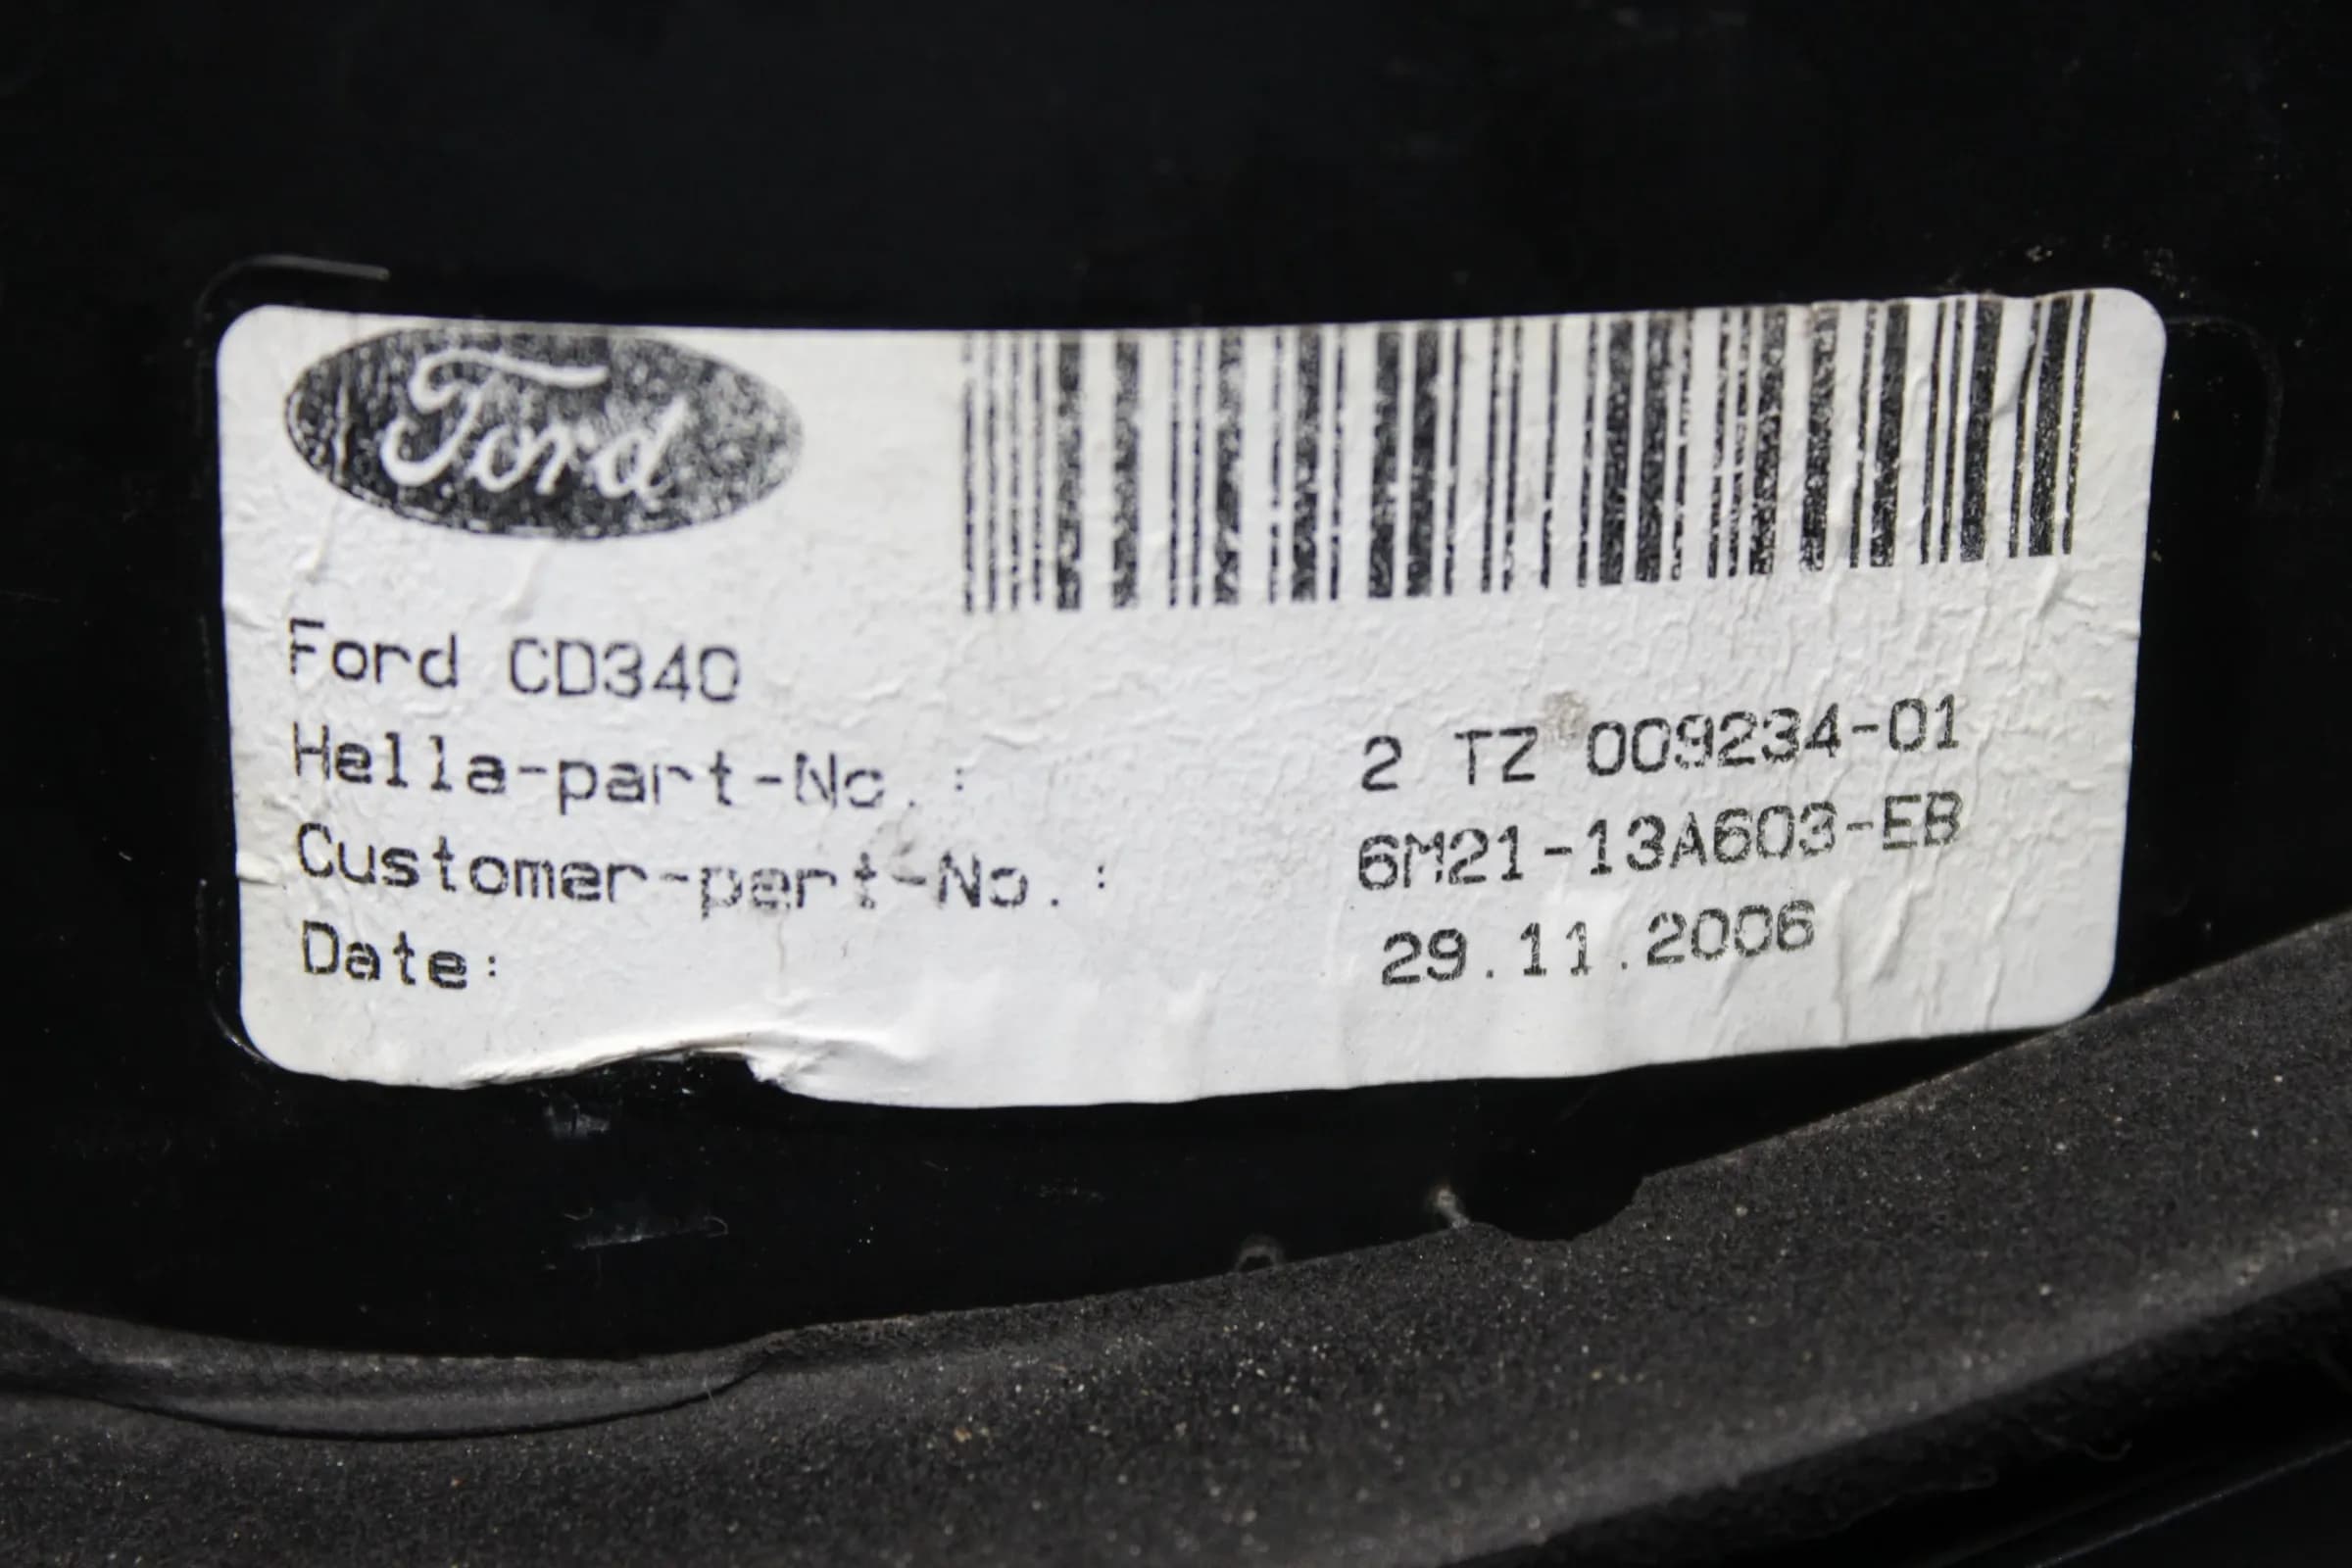 Ford
Ford CD340
Hella-part-No.: 2 TZ 009234-01
Customer-part-No.: 6M21-13A603-EB
Date: 29.11.2006